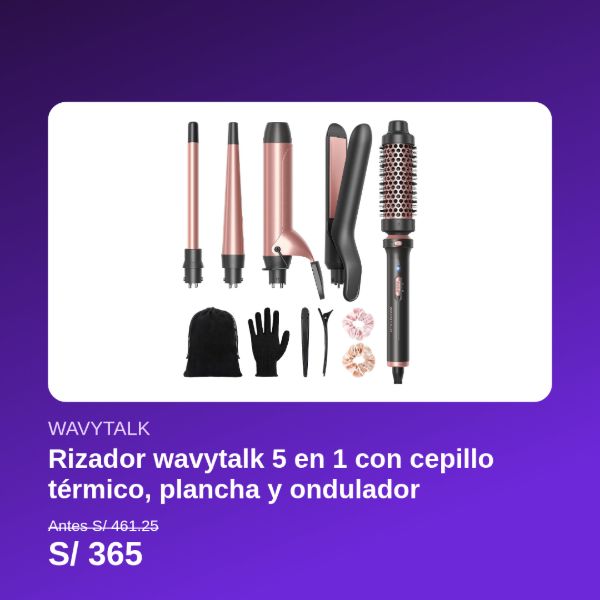 WAVYTALK
Rizador wavytalk 5 en 1 con cepillo
térmico, plancha y ondulador
Antes S/ 461.25
S/ 365